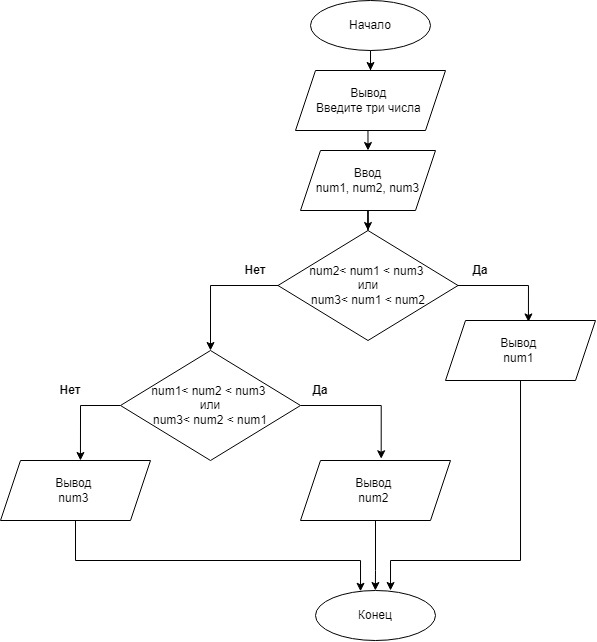 Начало
Вывод
Введите три числа
Ввод
num1, num2, num3
Нет
num2< num1 < num3
или
num3< num1 < num2
Да
Вывод
num1
Нет
num1< num2 < num3
или
num3< num2 < num1
Да
Вывод
num3
Вывод
num2
Конец